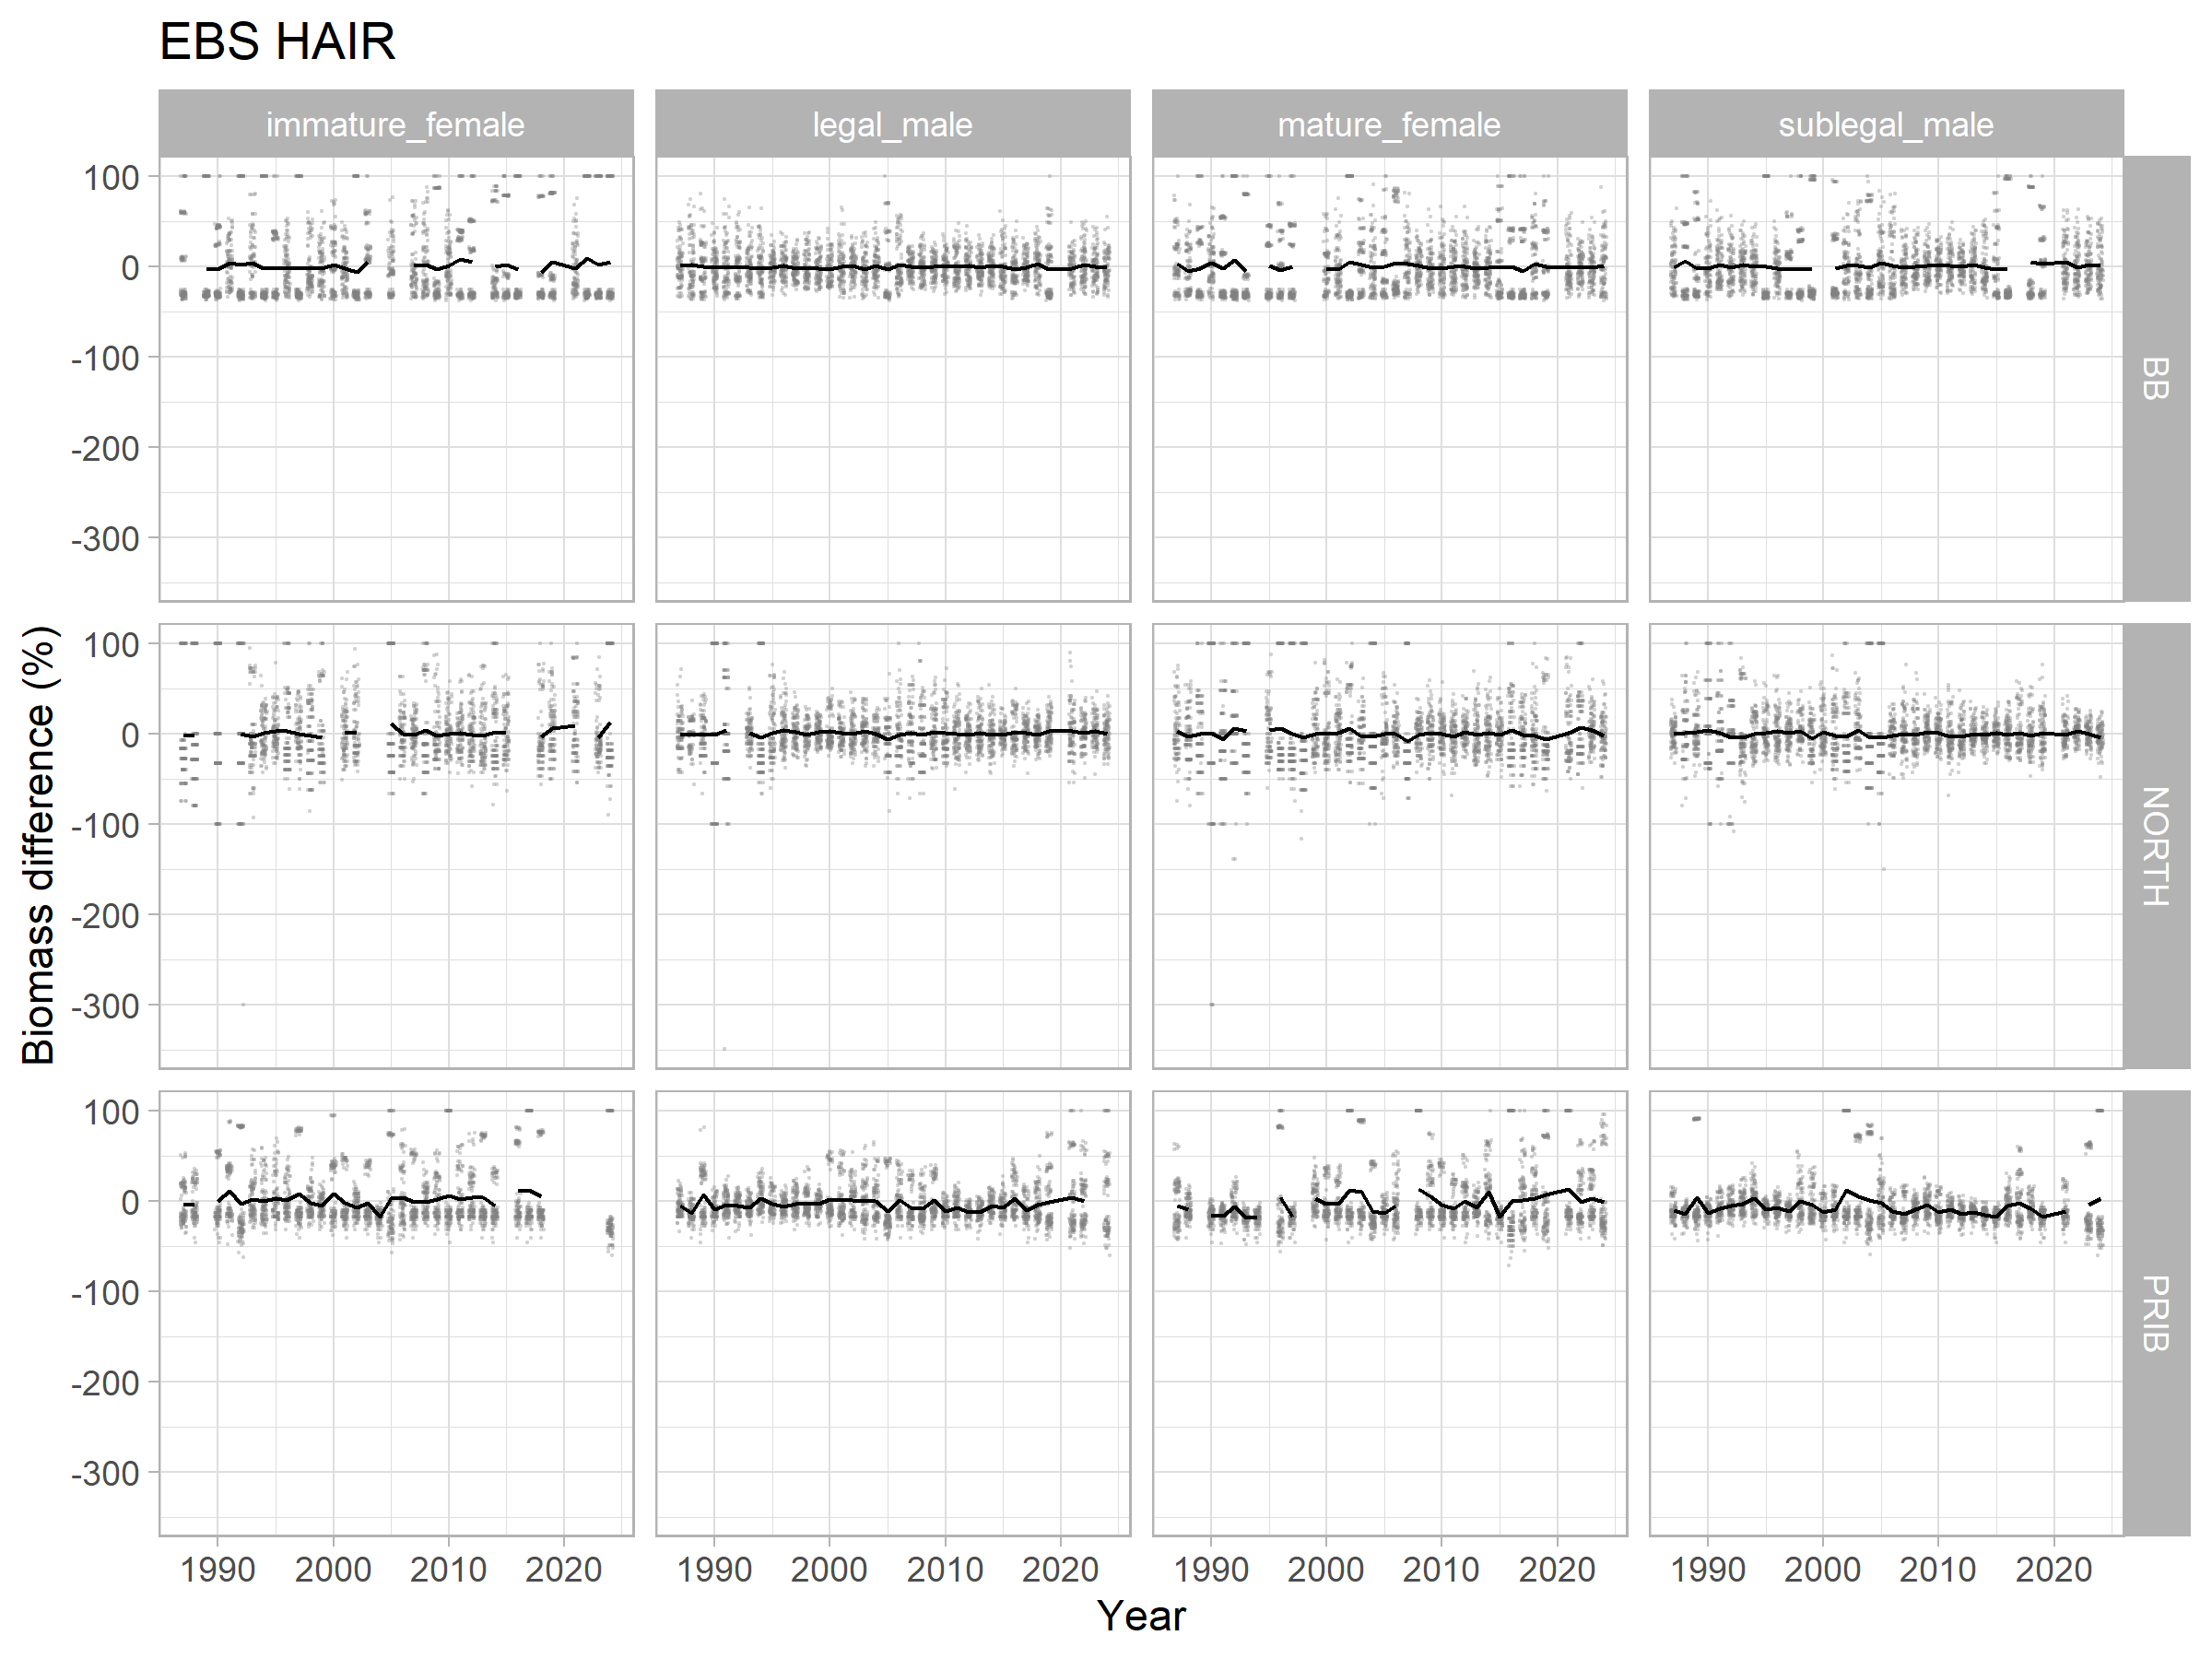 EBS HAIR
immature_female legal_male mature_female sublegal_male
100
0
-100
-200
-300
BB
100
0
-100
-200
-300
NORTH
100
0
-100
-200
-300
PRIB
Biomass difference (%)
1990 2000 2010 2020 1990 2000 2010 2020 1990 2000 2010 2020 1990 2000 2010 2020
Year